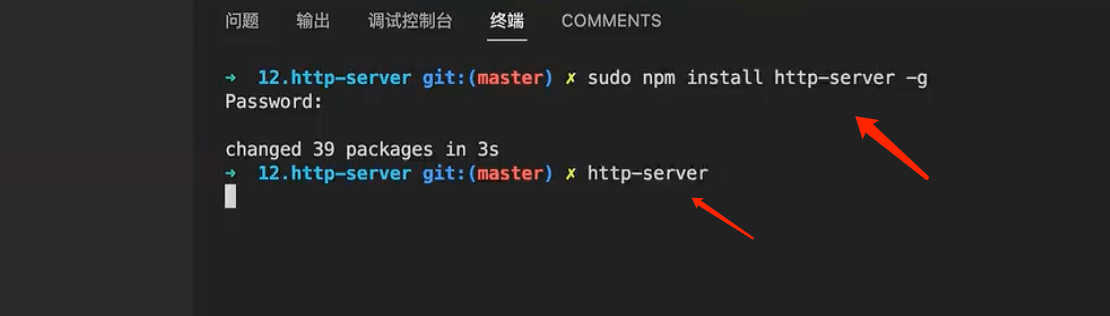 问题 输出 调试控制台 终端 COMMENTS
➜ 12.http-server git:(master) ✗ sudo npm install http-server -g
Password:
changed 39 packages in 3s
➜ 12.http-server git:(master) ✗ http-server